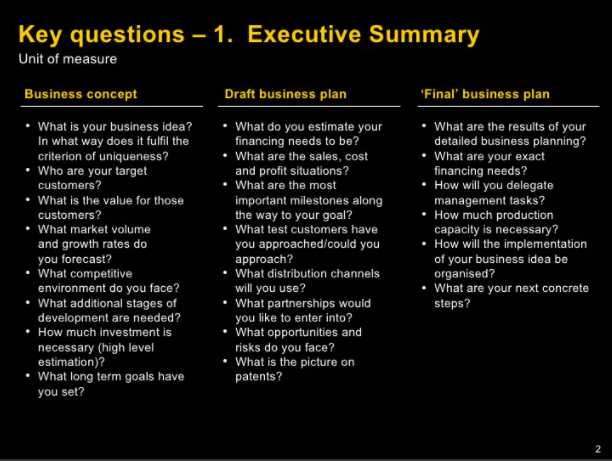 Key questions – 1.  Executive Summary
Unit of measure
Business concept
• What is your business idea?
In what way does it fulfil the
criterion of uniqueness?
• Who are your target
customers?
• What is the value for those
customers?
• What market volume
and growth rates do
you forecast?
• What competitive
environment do you face?
• What additional stages of
development are needed?
• How much investment is
necessary (high level
estimation)?
• What long term goals have
you set?
Draft business plan
• What do you estimate your
financing needs to be?
• What are the sales, cost
and profit situations?
• What are the most
important milestones along
the way to your goal?
• What test customers have
you approached/could you
approach?
• What distribution channels
will you use?
• What partnerships would
you like to enter into?
• What opportunities and
risks do you face?
• What is the picture on
patents?
‘Final’ business plan
• What are the results of your
detailed business planning?
• What are your exact
financing needs?
• How will you delegate
management tasks?
• How much production
capacity is necessary?
• How will the implementation
of your business idea be
organised?
• What are your next concrete
steps?
2